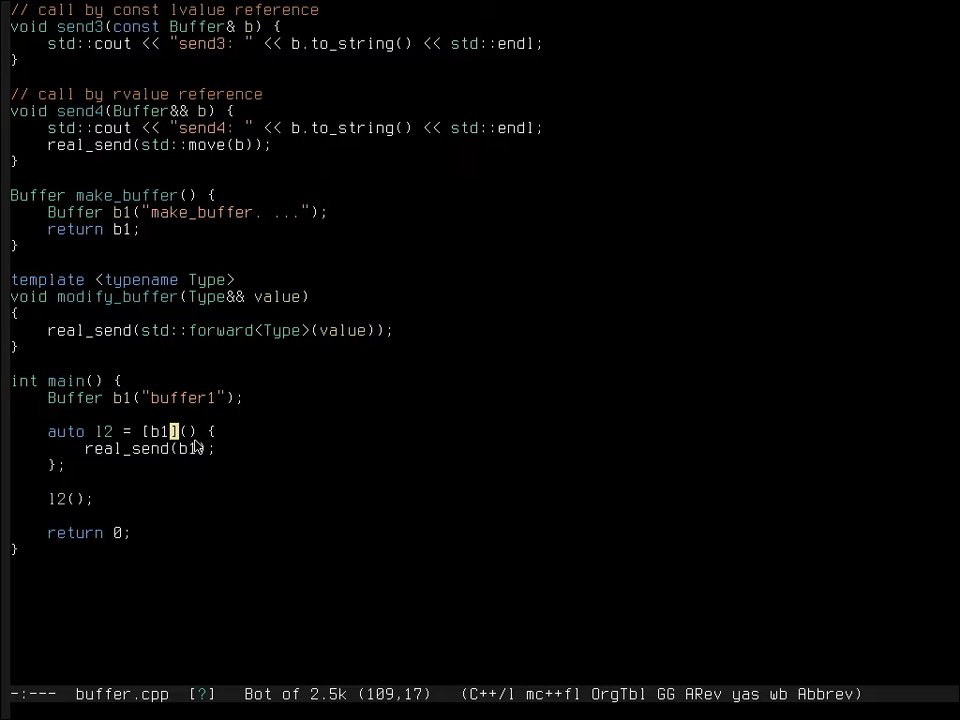 // call by const lvalue reference
void send3(const Buffer& b) {
    std::cout << "send3: " << b.to_string() << std::endl;
}

// call by rvalue reference
void send4(Buffer&& b) {
    std::cout << "send4: " << b.to_string() << std::endl;
    real_send(std::move(b));
}

Buffer make_buffer() {
    Buffer b1("make_buffer. ...");
    return b1;
}

template <typename Type>
void modify_buffer(Type&& value)
{
    real_send(std::forward<Type>(value));
}

int main() {
    Buffer b1("buffer1");

    auto l2 = [b1]() {
        real_send(b1);
    };

    l2();

    return 0;
}
-:--- buffer.cpp [?] Bot of 2.5k (109,17) (C++/l mc++fl OrgTbl GG ARev yas wb Abbrev)